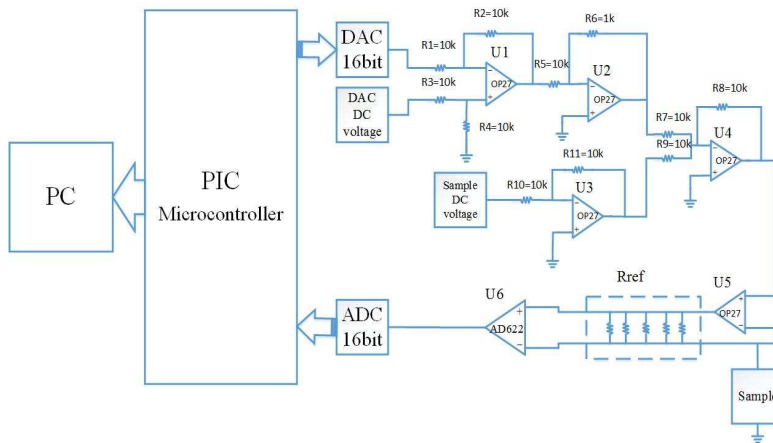 R2=10k
R6=1k
DAC
16bit
R1=10k
U1
R5=10k
U2
R8=10k
R3=10k
OP27
DAC
DC
voltage
OP27
R7=10k
U4
R4=10k
R9=10k
R11=10k
OP27
PC
PIC
Microcontroller
Sample
DC
voltage
R10=10k
U3
OP27
Rref
U5
U6
OP27
ADC
16bit
AD622
Sample